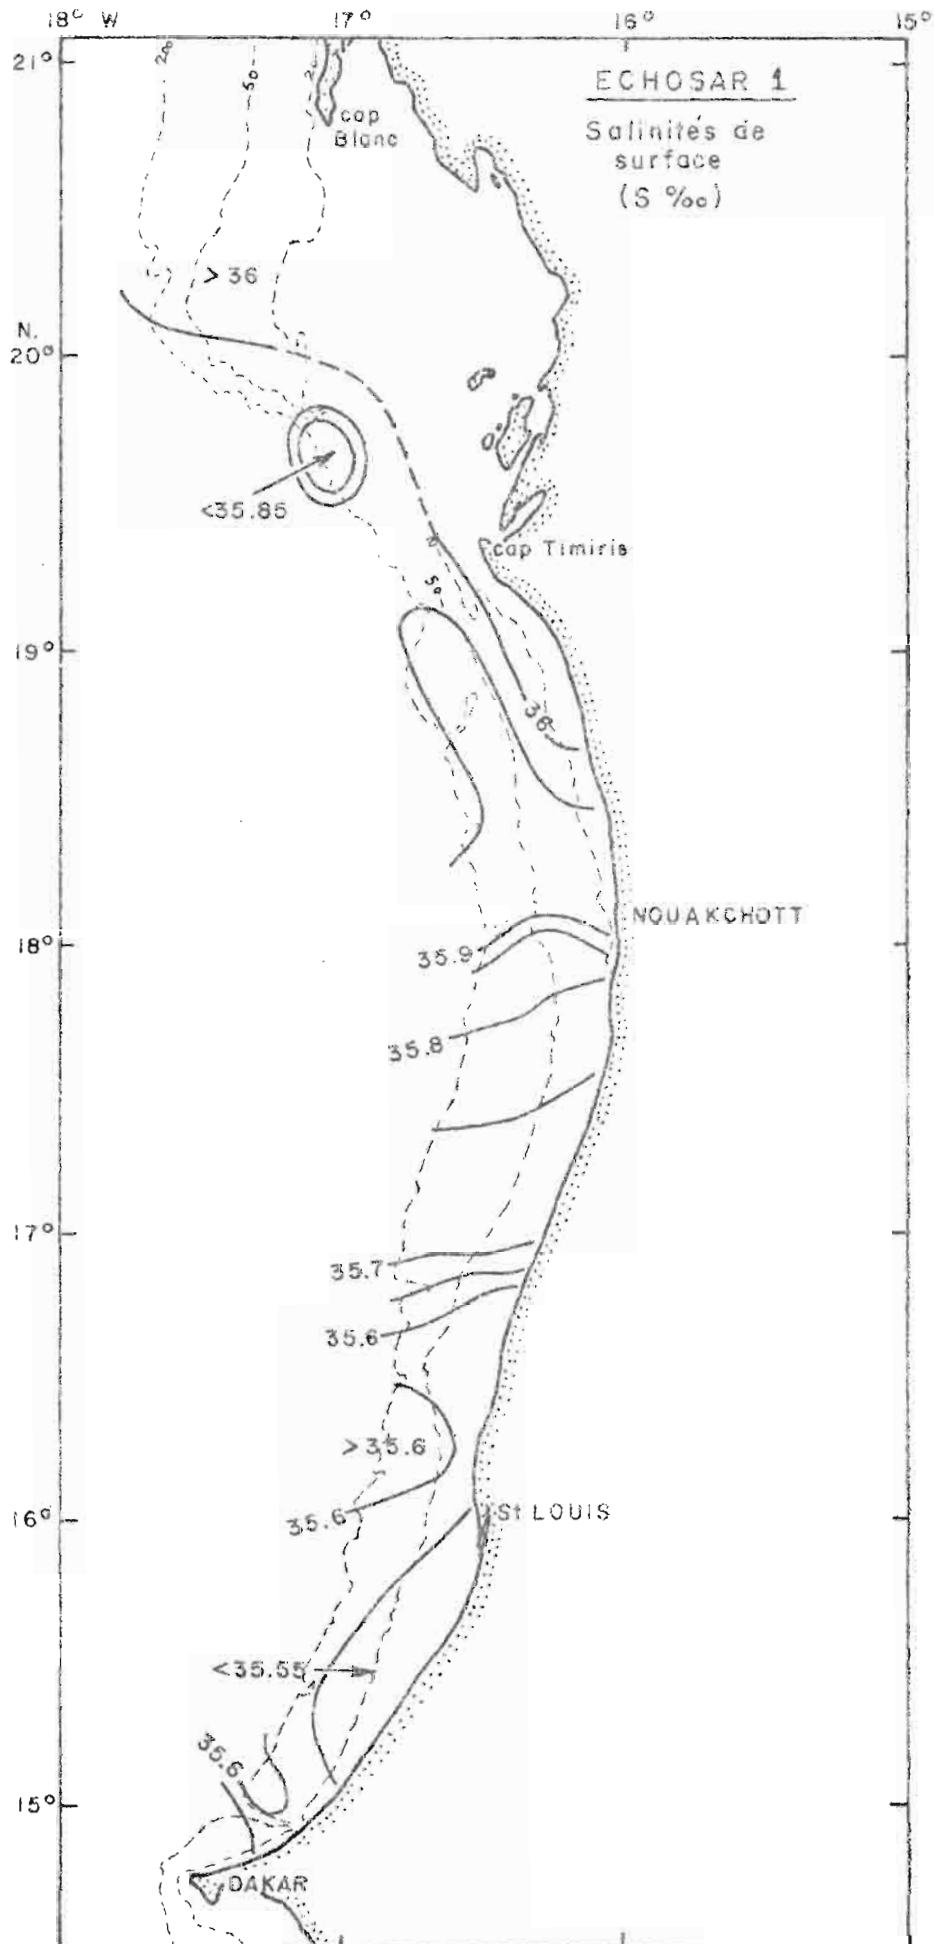 18° W
17°
16°
15°
21°
50
ECHOSAR 1
Salinités de
surface
(S ‰)
cap
Blanc
> 36
N.
20°
<35.85
cap Timiris
50
19°
36
NOUAKCHOTT
18°
35.9
35.8
17°
35.7
35.6
>35.6
35.6
16°
St LOUIS
<35.55
35.6
15°
DAKAR